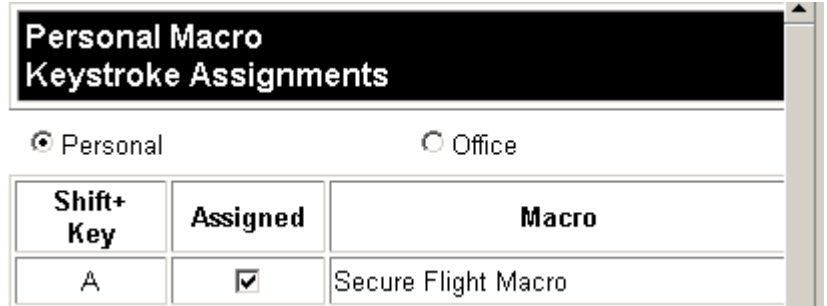 Personal Macro
Keystroke Assignments
Personal Office
Shift+
Key
Assigned
Macro
A Secure Flight Macro